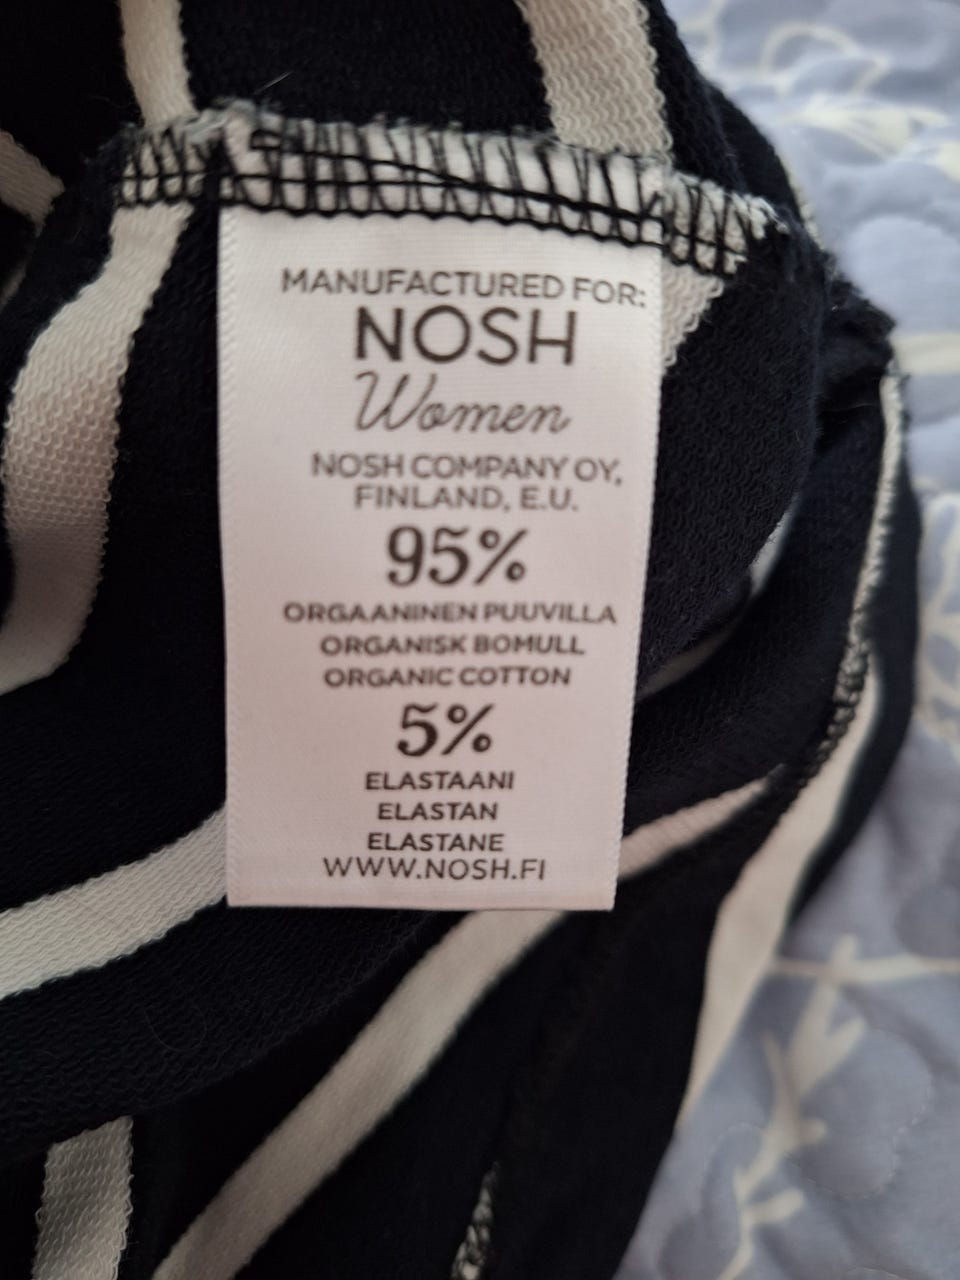 MANUFACTURED FOR:
NOSH
Women
NOSH COMPANY OY,
FINLAND, E.U.
95%
ORGAANINEN PUUVILLA
ORGANISK BOMULL
ORGANIC COTTON
5%
ELASTAANI
ELASTAN
ELASTANE
WWW.NOSH.FI